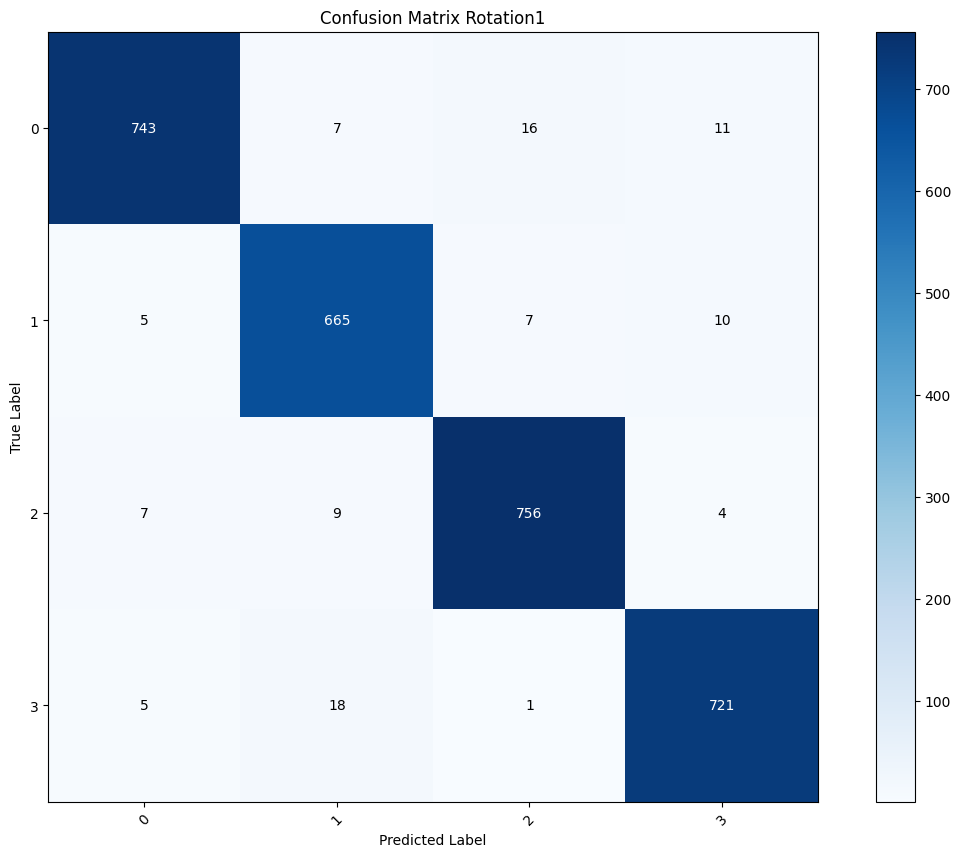 Confusion Matrix Rotation1
0 743 7 16 11
1 5 665 7 10
2 7 9 756 4
3 5 18 1 721
0 1 2 3
True Label
Predicted Label
700
600
500
400
300
200
100